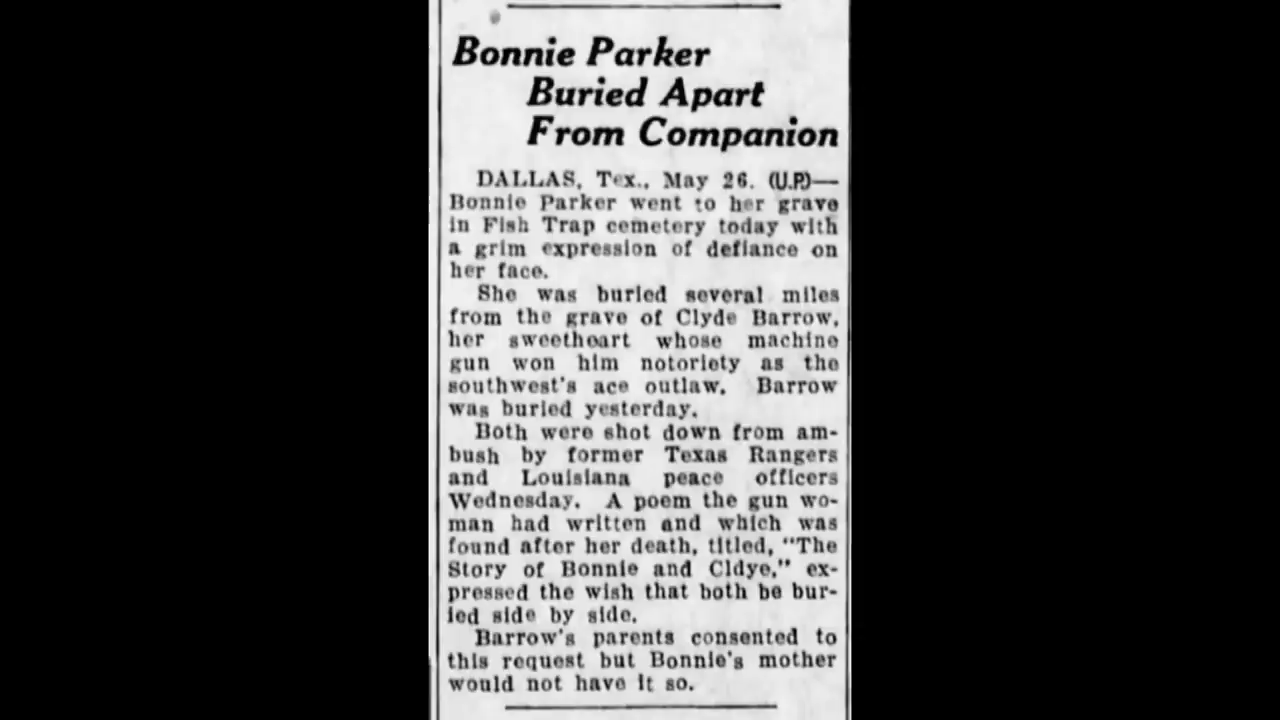 Bonnie Parker
Buried Apart
From Companion
DALLAS, Tex., May 26. (U.P.)—
Bonnie Parker went to her grave
in Fish Trap cemetery today with
a grim expression of defiance on
her face.
She was buried several miles
from the grave of Clyde Barrow,
her sweetheart whose machine
gun won him notoriety as the
southwest's ace outlaw. Barrow
was buried yesterday.
Both were shot down from am-
bush by former Texas Rangers
and Louisiana peace officers
Wednesday. A poem the gun wo-
man had written and which was
found after her death, titled, "The
Story of Bonnie and Cldye," ex-
pressed the wish that both be bur-
ied side by side.
Barrow's parents consented to
this request but Bonnie's mother
would not have it so.